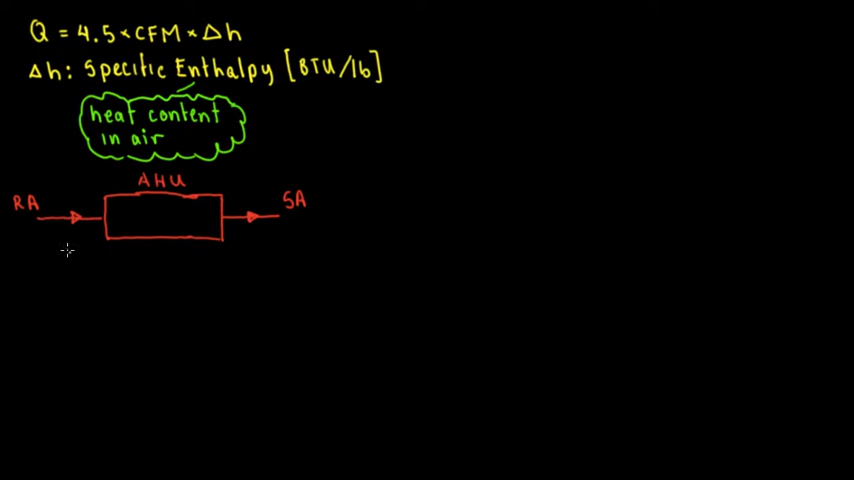 Q = 4.5 * CFM * Δh
Δh: Specific Enthalpy [BTU/lb]
heat content
in air
AHU
RA
SA